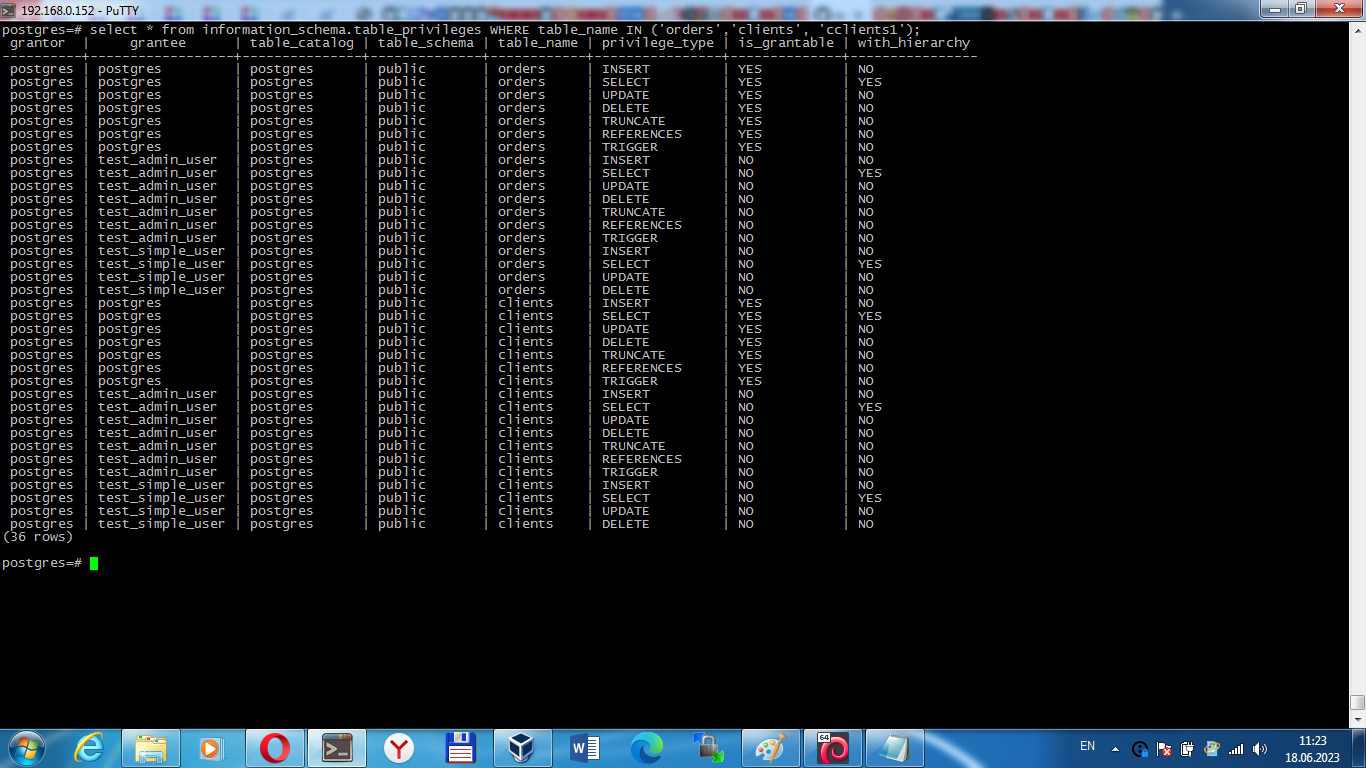 192.168.0.152 - PuTTY
postgres=# select * from information_schema.table_privileges WHERE table_name IN ('orders','clients', 'cclients1');
 grantor  |     grantee      | table_catalog | table_schema | table_name | privilege_type | is_grantable | with_hierarchy
----------+------------------+---------------+--------------+------------+----------------+--------------+----------------
 postgres | postgres         | postgres      | public       | orders     | INSERT         | YES          | NO
 postgres | postgres         | postgres      | public       | orders     | SELECT         | YES          | YES
 postgres | postgres         | postgres      | public       | orders     | UPDATE         | YES          | NO
 postgres | postgres         | postgres      | public       | orders     | DELETE         | YES          | NO
 postgres | postgres         | postgres      | public       | orders     | TRUNCATE       | YES          | NO
 postgres | postgres         | postgres      | public       | orders     | REFERENCES     | YES          | NO
 postgres | postgres         | postgres      | public       | orders     | TRIGGER        | YES          | NO
 postgres | test_admin_user  | postgres      | public       | orders     | INSERT         | NO           | NO
 postgres | test_admin_user  | postgres      | public       | orders     | SELECT         | NO           | YES
 postgres | test_admin_user  | postgres      | public       | orders     | UPDATE         | NO           | NO
 postgres | test_admin_user  | postgres      | public       | orders     | DELETE         | NO           | NO
 postgres | test_admin_user  | postgres      | public       | orders     | TRUNCATE       | NO           | NO
 postgres | test_admin_user  | postgres      | public       | orders     | REFERENCES     | NO           | NO
 postgres | test_admin_user  | postgres      | public       | orders     | TRIGGER        | NO           | NO
 postgres | test_simple_user | postgres      | public       | orders     | INSERT         | NO           | NO
 postgres | test_simple_user | postgres      | public       | orders     | SELECT         | NO           | YES
 postgres | test_simple_user | postgres      | public       | orders     | UPDATE         | NO           | NO
 postgres | test_simple_user | postgres      | public       | orders     | DELETE         | NO           | NO
 postgres | postgres         | postgres      | public       | clients    | INSERT         | YES          | NO
 postgres | postgres         | postgres      | public       | clients    | SELECT         | YES          | YES
 postgres | postgres         | postgres      | public       | clients    | UPDATE         | YES          | NO
 postgres | postgres         | postgres      | public       | clients    | DELETE         | YES          | NO
 postgres | postgres         | postgres      | public       | clients    | TRUNCATE       | YES          | NO
 postgres | postgres         | postgres      | public       | clients    | REFERENCES     | YES          | NO
 postgres | postgres         | postgres      | public       | clients    | TRIGGER        | YES          | NO
 postgres | test_admin_user  | postgres      | public       | clients    | INSERT         | NO           | NO
 postgres | test_admin_user  | postgres      | public       | clients    | SELECT         | NO           | YES
 postgres | test_admin_user  | postgres      | public       | clients    | UPDATE         | NO           | NO
 postgres | test_admin_user  | postgres      | public       | clients    | DELETE         | NO           | NO
 postgres | test_admin_user  | postgres      | public       | clients    | TRUNCATE       | NO           | NO
 postgres | test_admin_user  | postgres      | public       | clients    | REFERENCES     | NO           | NO
 postgres | test_admin_user  | postgres      | public       | clients    | TRIGGER        | NO           | NO
 postgres | test_simple_user | postgres      | public       | clients    | INSERT         | NO           | NO
 postgres | test_simple_user | postgres      | public       | clients    | SELECT         | NO           | YES
 postgres | test_simple_user | postgres      | public       | clients    | UPDATE         | NO           | NO
 postgres | test_simple_user | postgres      | public       | clients    | DELETE         | NO           | NO
(36 rows)
postgres=#
64
EN
11:23
18.06.2023